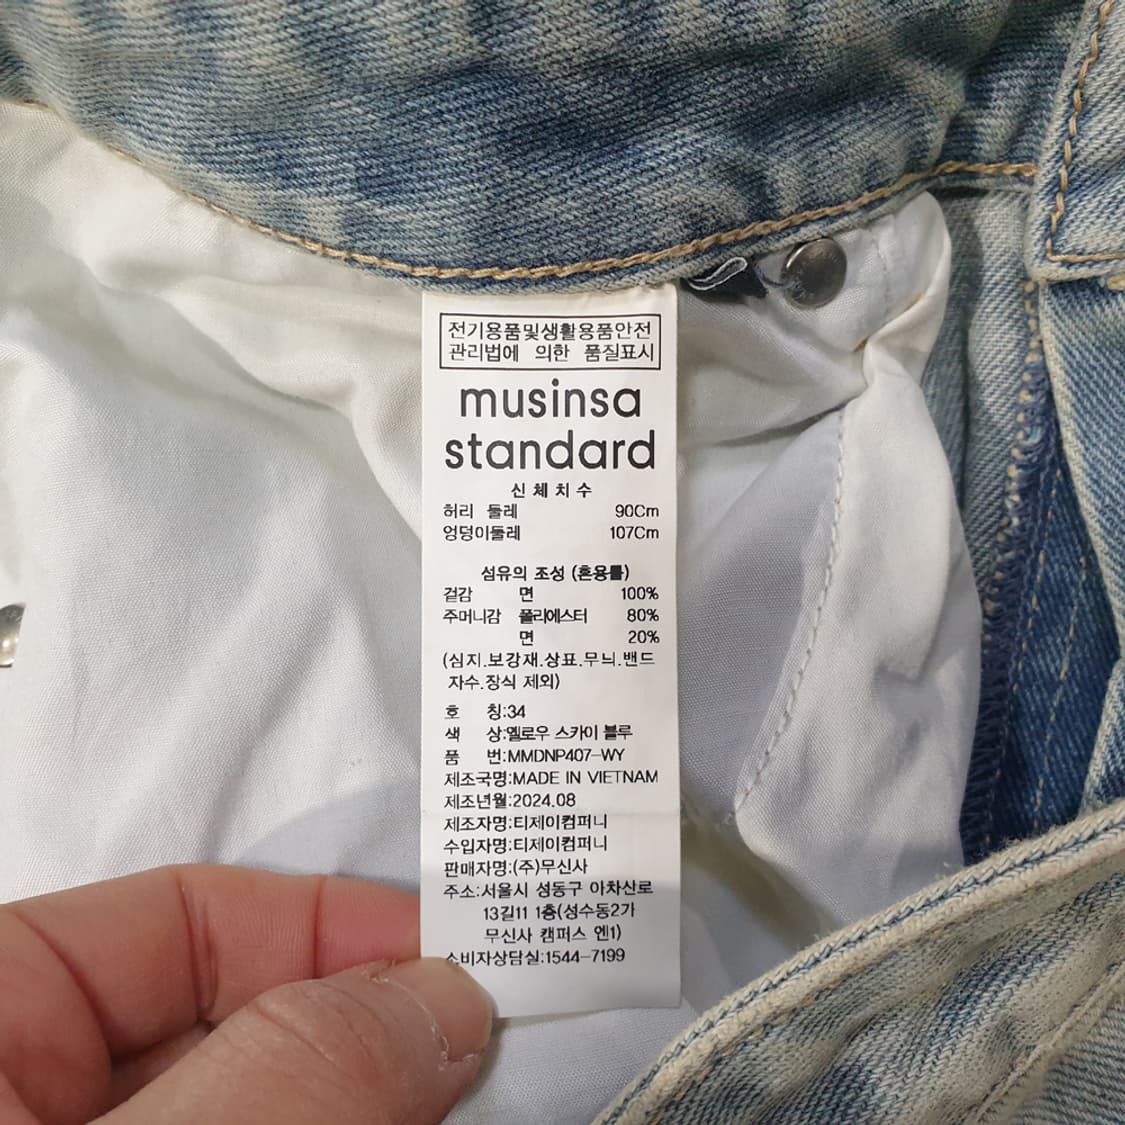 전기용품및생활용품안전
관리법에 의한 품질표시
musinsa
standard
신체치수
허리 둘레 90Cm
엉덩이둘레 107Cm
섬유의 조성 (혼용률)
겉감 면 100%
주머니감 폴리에스터 80%
면 20%
(심지.보강재.상표.무늬.밴드
자수.장식 제외)
호 칭:34
색 상:옐로우 스카이 블루
품 번:MMDNP407-WY
제조국명:MADE IN VIETNAM
제조년월:2024.08
제조자명:티제이컴퍼니
수입자명:티제이컴퍼니
판매자명:(주)무신사
주소:서울시 성동구 아차산로
13길11 1층(성수동2가
무신사 캠퍼스 엔1)
소비자상담실:1544-7199